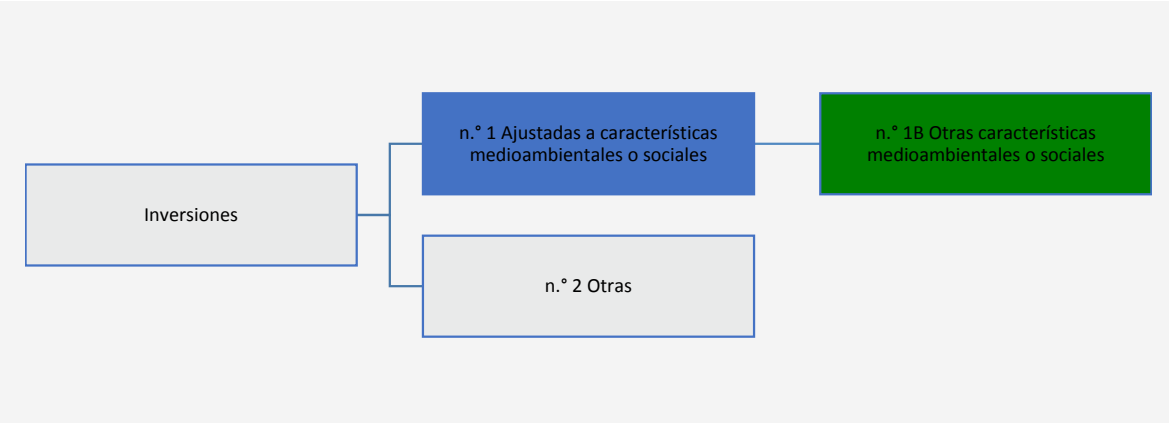 n.° 1 Ajustadas a características
medioambientales o sociales
n.° 1B Otras características
medioambientales o sociales
Inversiones
n.° 2 Otras